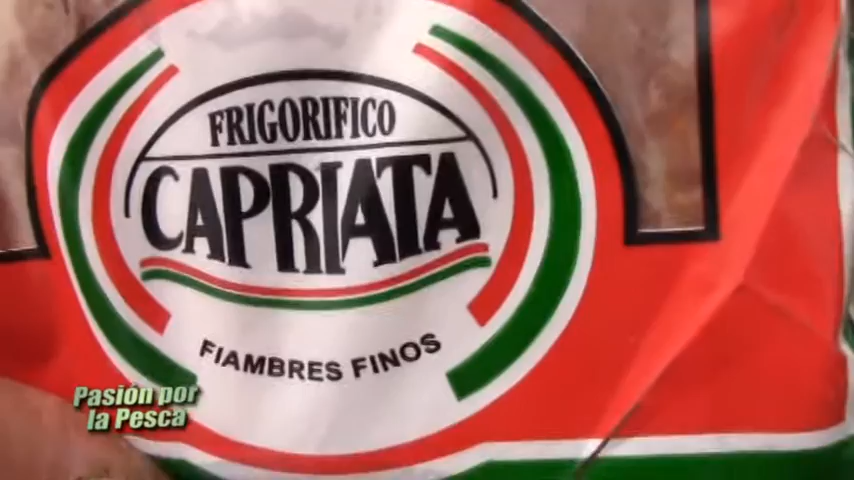 FRIGORIFICO
CAPRIATA
FIAMBRES FINOS
Pasión por
la Pesca